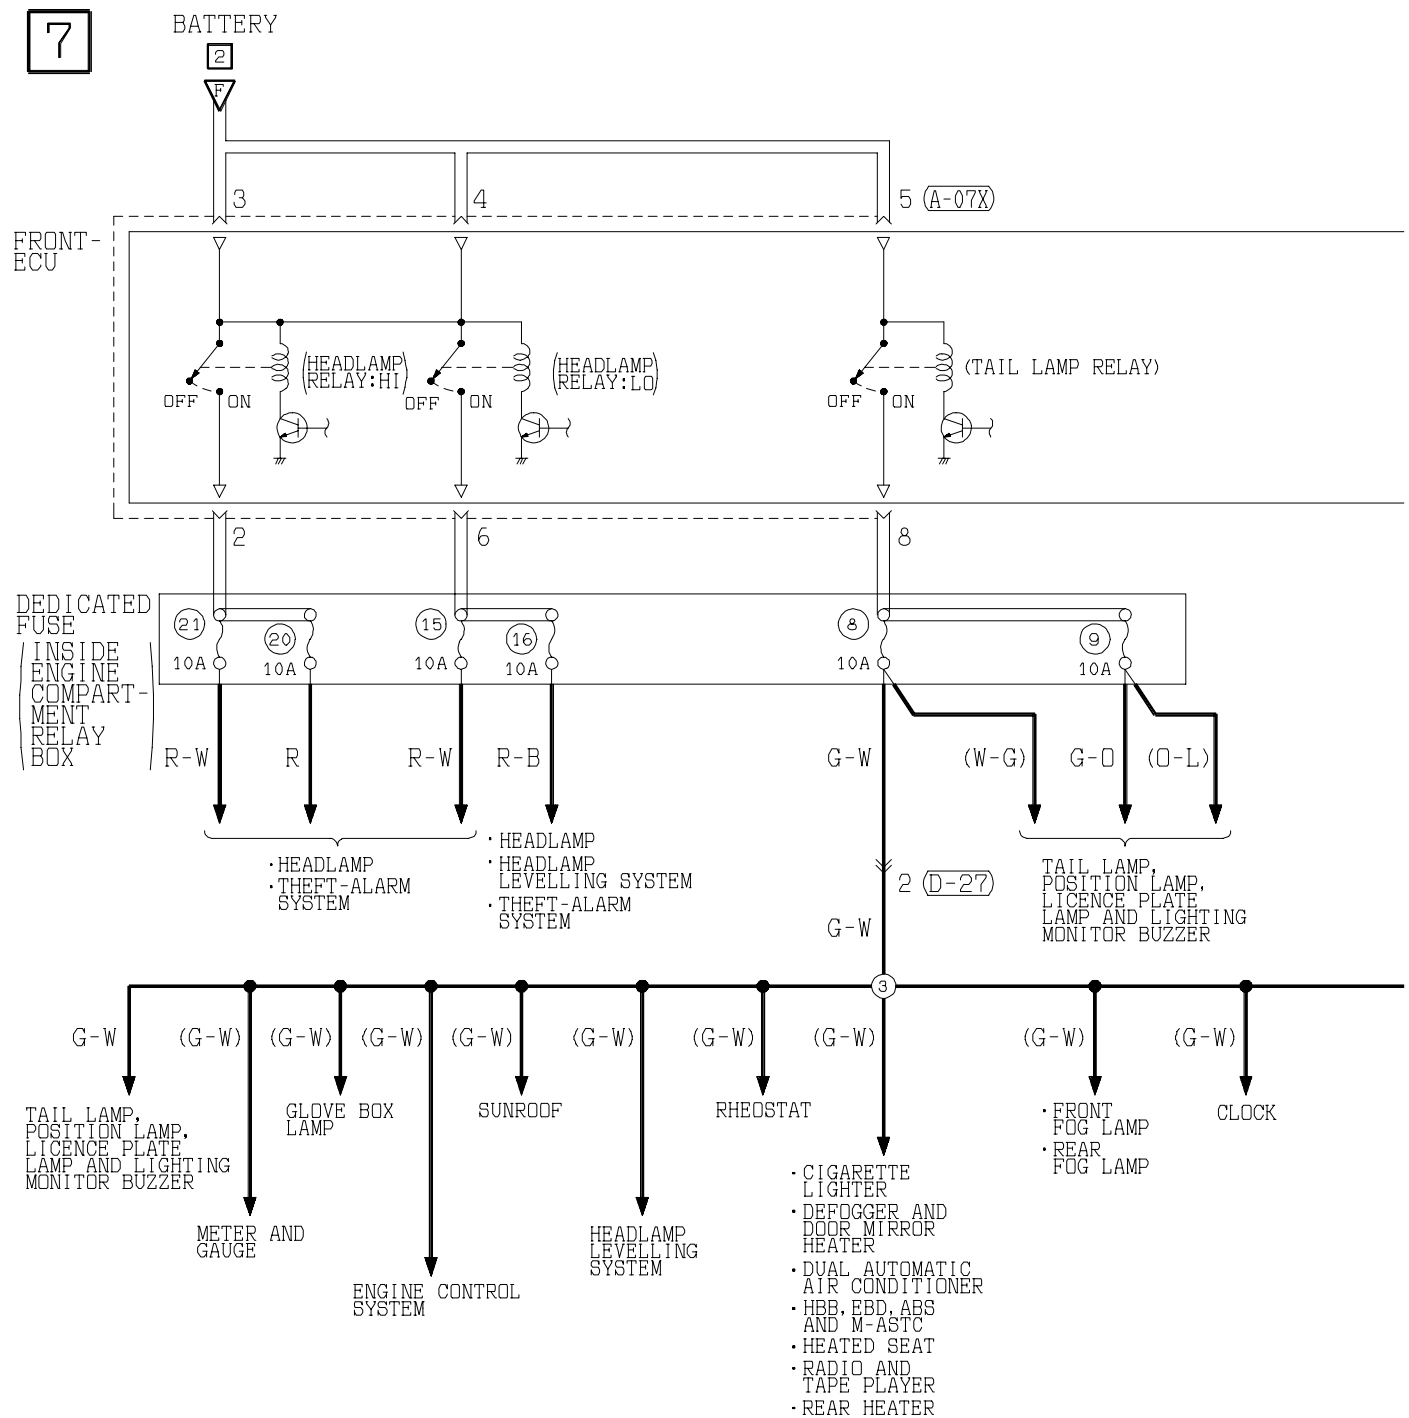 7
BATTERY
2
F
3
4
5 (A-07X)
FRONT-
ECU
(HEADLAMP
RELAY:HI)
(HEADLAMP
RELAY:LO)
(TAIL LAMP RELAY)
OFF ON
OFF ON
OFF ON
2
6
8
DEDICATED
FUSE
(INSIDE
ENGINE
COMPART-
MENT
RELAY
BOX)
21
10A
20
10A
15
10A
16
10A
8
10A
9
10A
R-W
R
R-W
R-B
G-W
(W-G)
G-O
(O-L)
·HEADLAMP
·THEFT-ALARM
SYSTEM
·HEADLAMP
·HEADLAMP
LEVELLING SYSTEM
·THEFT-ALARM
SYSTEM
2 (D-27)
G-W
TAIL LAMP,
POSITION LAMP,
LICENCE PLATE
LAMP AND LIGHTING
MONITOR BUZZER
3
G-W
(G-W)
(G-W)
(G-W)
(G-W)
(G-W)
(G-W)
(G-W)
(G-W)
(G-W)
TAIL LAMP,
POSITION LAMP,
LICENCE PLATE
LAMP AND LIGHTING
MONITOR BUZZER
METER AND
GAUGE
GLOVE BOX
LAMP
ENGINE CONTROL
SYSTEM
SUNROOF
HEADLAMP
LEVELLING
SYSTEM
RHEOSTAT
·CIGARETTE
LIGHTER
·DEFOGGER AND
DOOR MIRROR
HEATER
·DUAL AUTOMATIC
AIR CONDITIONER
·HBB, EBD, ABS
AND M-ASTC
·HEATED SEAT
·RADIO AND
TAPE PLAYER
·REAR HEATER
·FRONT
FOG LAMP
·REAR
FOG LAMP
CLOCK